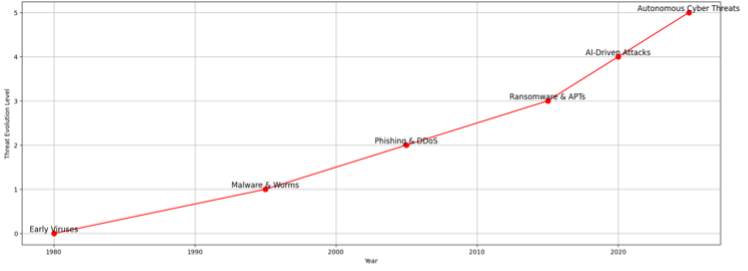 Autonomous Cyber Threats
5
AI-Driven Attacks
4
Ransomware & APTs
3
Phishing & DDoS
2
Malware & Worms
1
Early Viruses
0
Threat Evolution Level
1980
1990
2000
2010
2020
Year